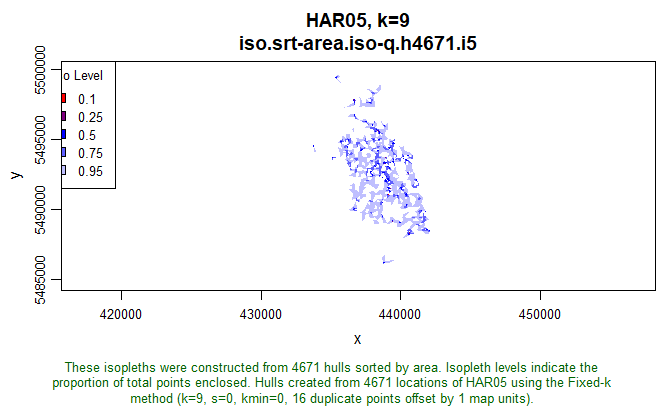 HAR05, k=9
iso.srt-area.iso-q.h4671.i5
o Level
0.1
0.25
0.5
0.75
0.95
y
5500000
5495000
5490000
5485000
420000
430000
440000
450000
x
These isopleths were constructed from 4671 hulls sorted by area. Isopleth levels indicate the
proportion of total points enclosed. Hulls created from 4671 locations of HAR05 using the Fixed-k
method (k=9, s=0, kmin=0, 16 duplicate points offset by 1 map units).